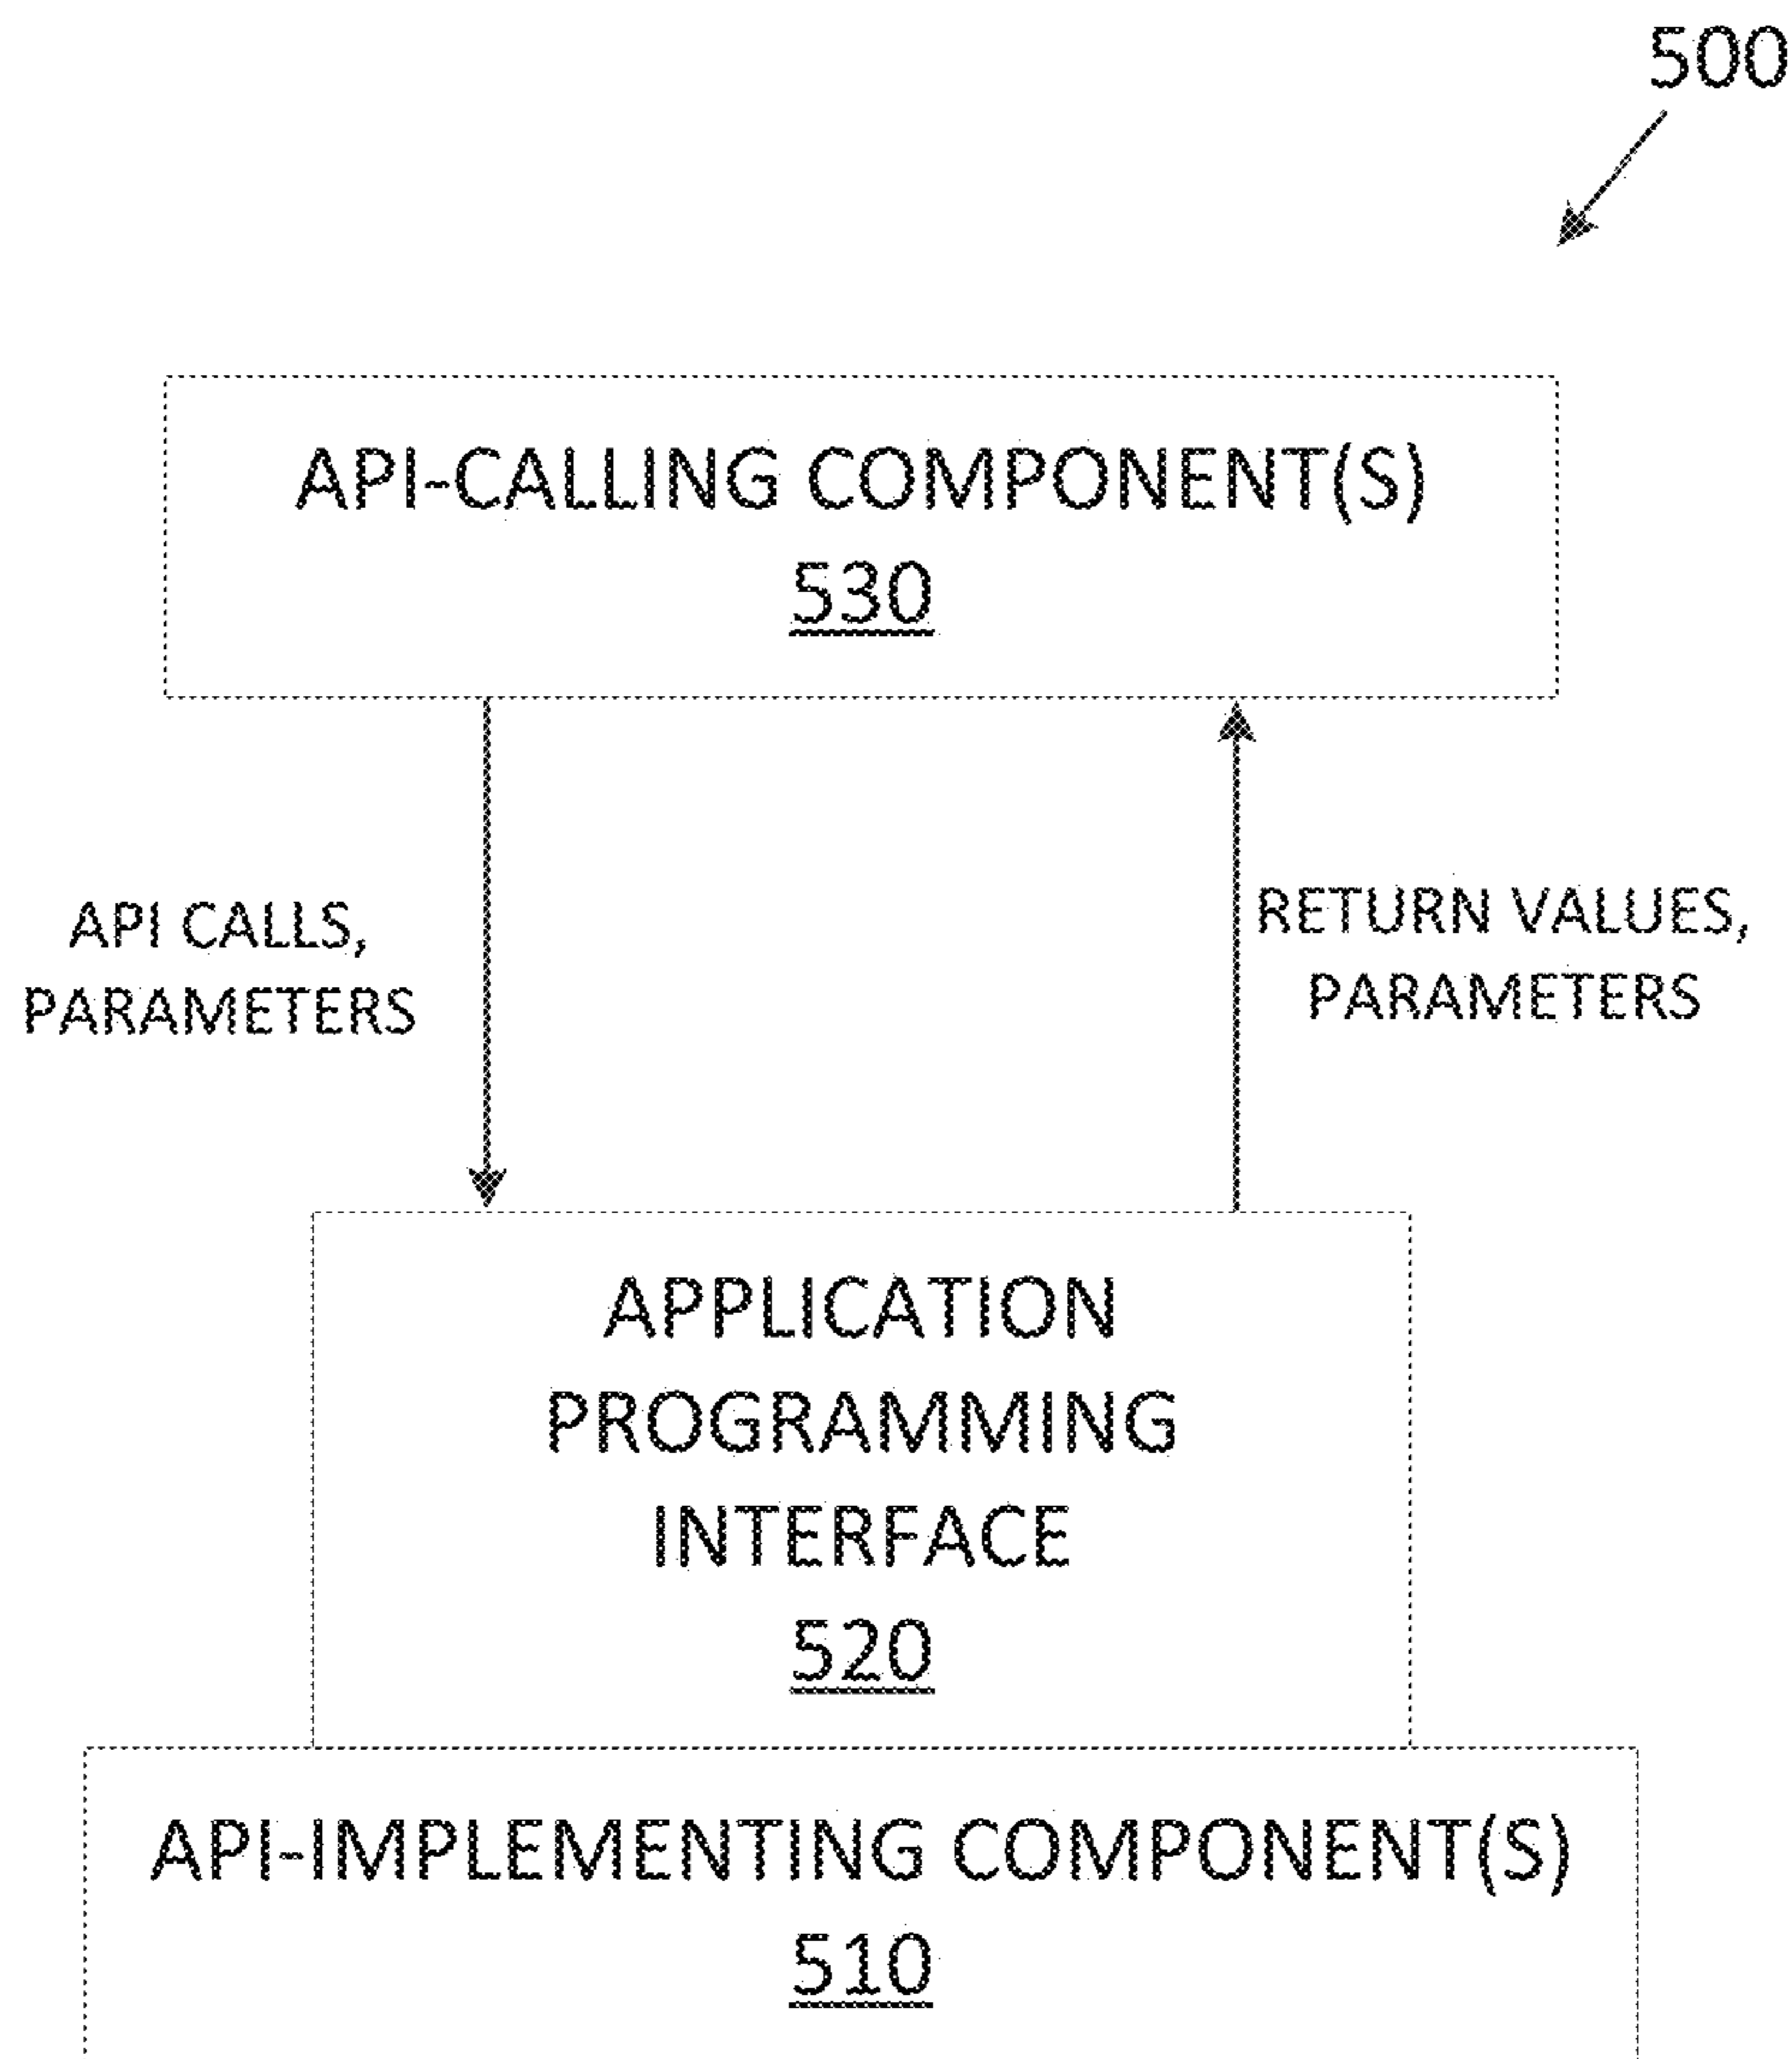 500
API-CALLING COMPONENT(S)
530
API CALLS,
PARAMETERS
RETURN VALUES,
PARAMETERS
APPLICATION
PROGRAMMING
INTERFACE
520
API-IMPLEMENTING COMPONENT(S)
510